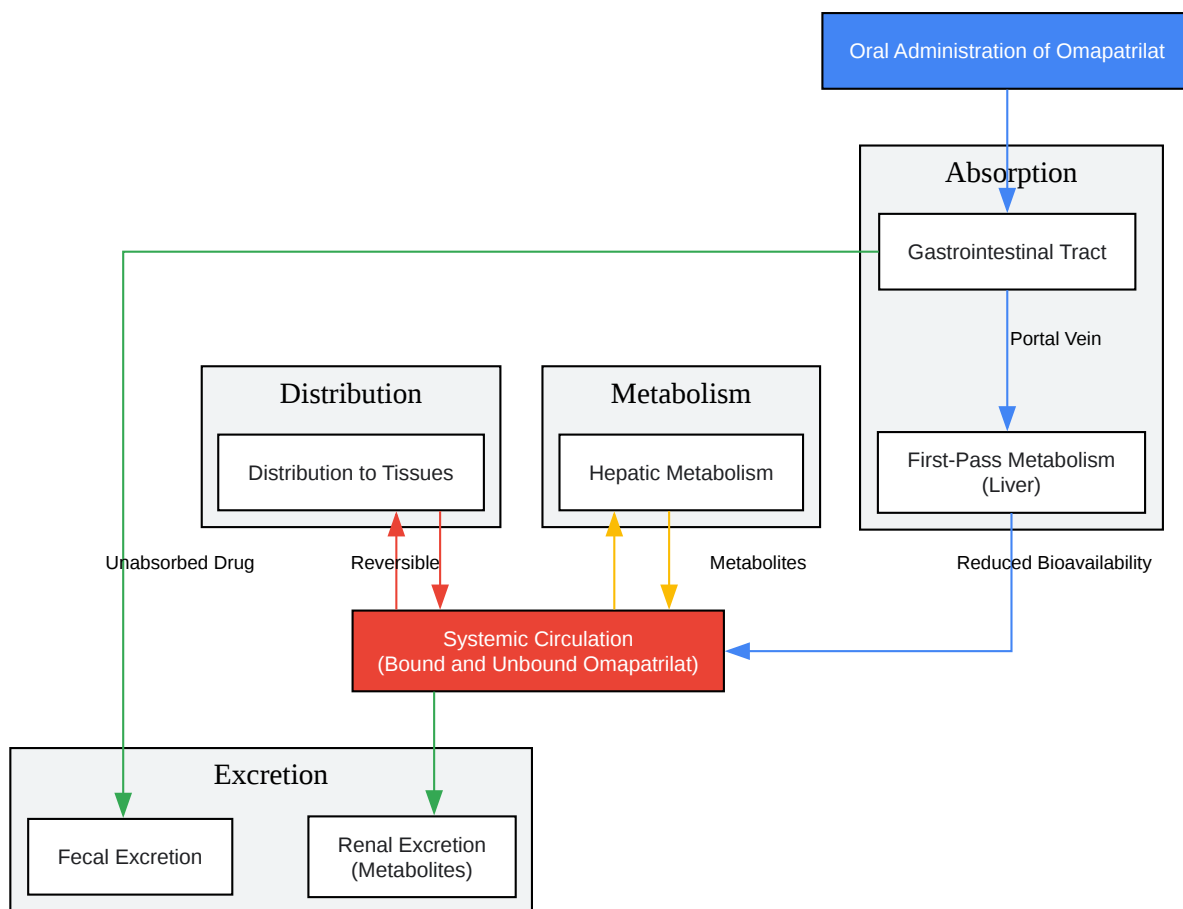 Oral Administration of Omapatrilat
Absorption
Gastrointestinal Tract
Portal Vein
Distribution
Metabolism
Distribution to Tissues
Hepatic Metabolism
First-Pass Metabolism
(Liver)
Unabsorbed Drug
Reversible
Metabolites
Reduced Bioavailability
Systemic Circulation
(Bound and Unbound Omapatrilat)
Excretion
Fecal Excretion
Renal Excretion
(Metabolites)